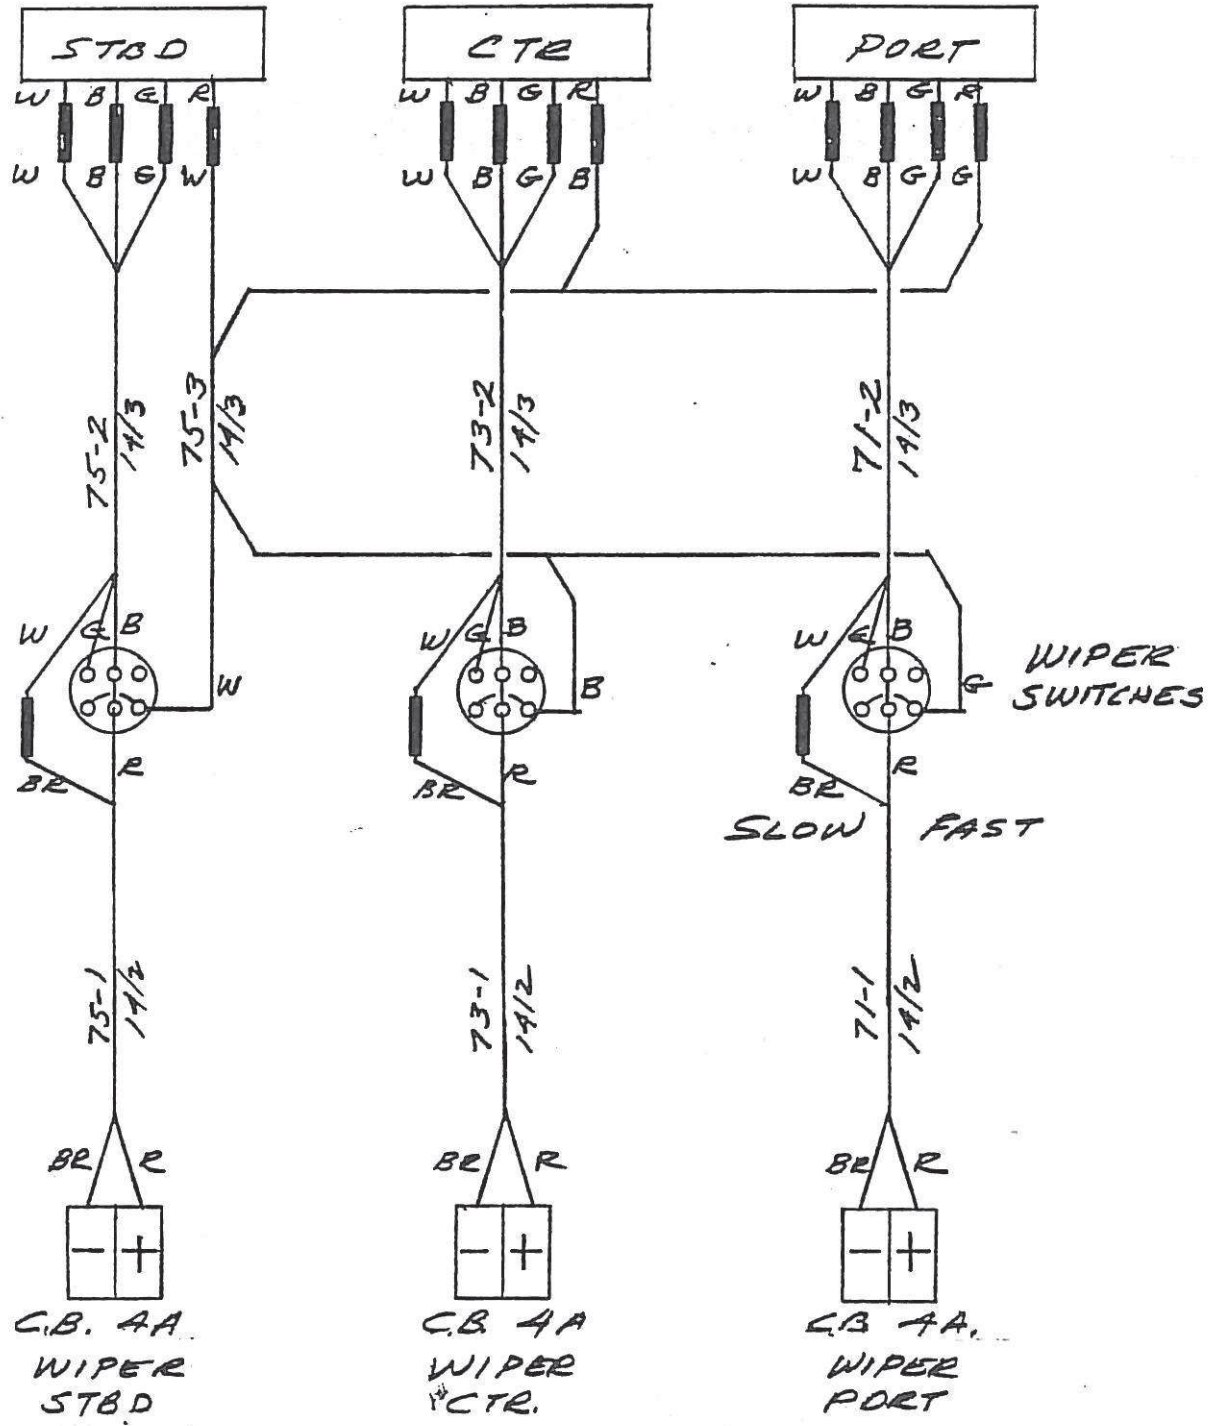 STBD CTR PORT
W B G R W B G R W B G R
W B G W W B G B W B G G
75-2 14/3 75-3 14/3 73-2 14/3 71-2 14/3
W G B W G B W G B
W B G
WIPER
SWITCHES
BR R BR R BR R
SLOW FAST
75-1 14/2 73-1 14/2 71-1 14/2
BR R BR R BR R
- + - + - +
C.B. 4A C.B. 4A C.B. 4A.
WIPER WIPER WIPER
STBD CTR. PORT